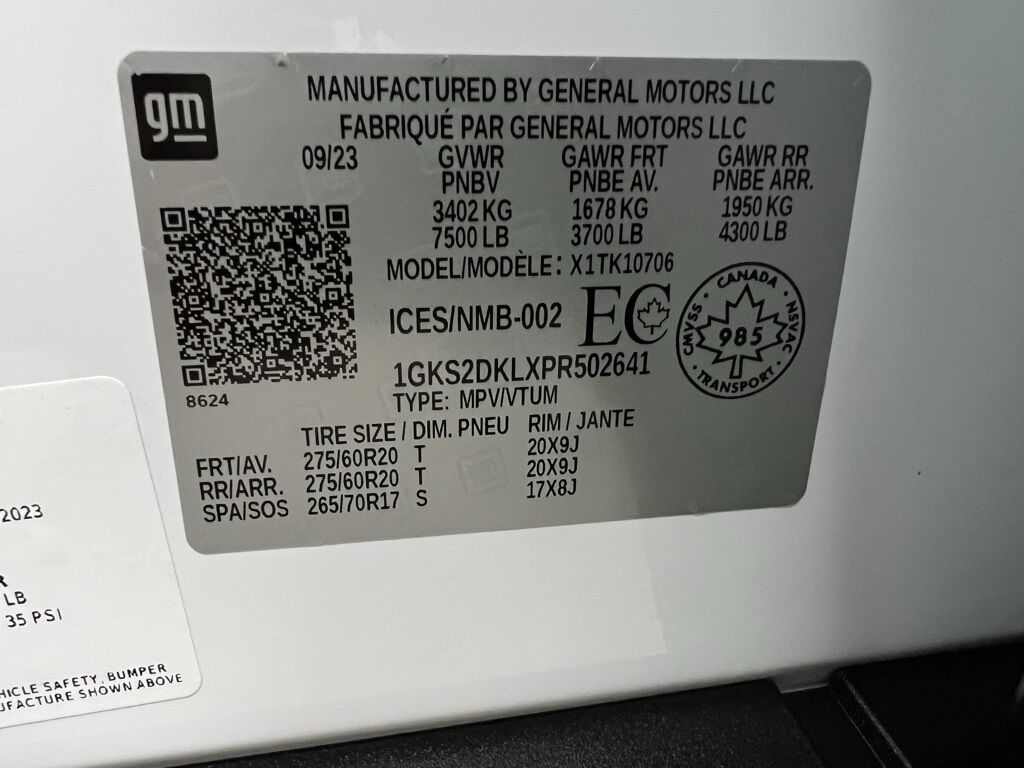 gm
MANUFACTURED BY GENERAL MOTORS LLC
FABRIQUÉ PAR GENERAL MOTORS LLC
09/23 GVWR GAWR FRT GAWR RR
PNBV PNBE AV. PNBE ARR.
3402 KG 1678 KG 1950 KG
7500 LB 3700 LB 4300 LB
MODEL/MODÈLE: X1TK10706
ICES/NMB-002 EC
CANADA
CMVSS 985 NSVAC
TRANSPORT
1GKS2DKLXPR502641
8624
TYPE: MPV/VTUM
TIRE SIZE / DIM. PNEU RIM / JANTE
FRT/AV. 275/60R20 T 20X9J
RR/ARR. 275/60R20 T 20X9J
SPA/SOS 265/70R17 S 17X8J
2023
R
LB
35 PSI
HICLE SAFETY, BUMPER
UFACTURE SHOWN ABOVE